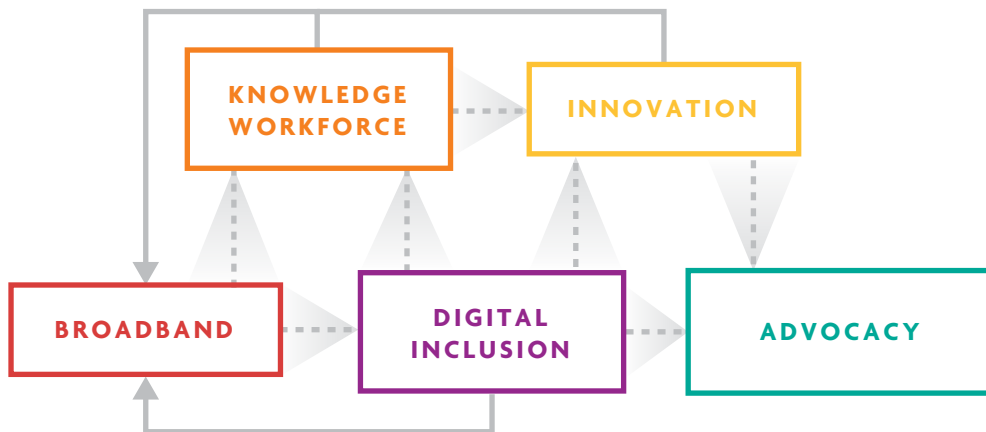 KNOWLEDGE
WORKFORCE
INNOVATION
BROADBAND
DIGITAL
INCLUSION
ADVOCACY